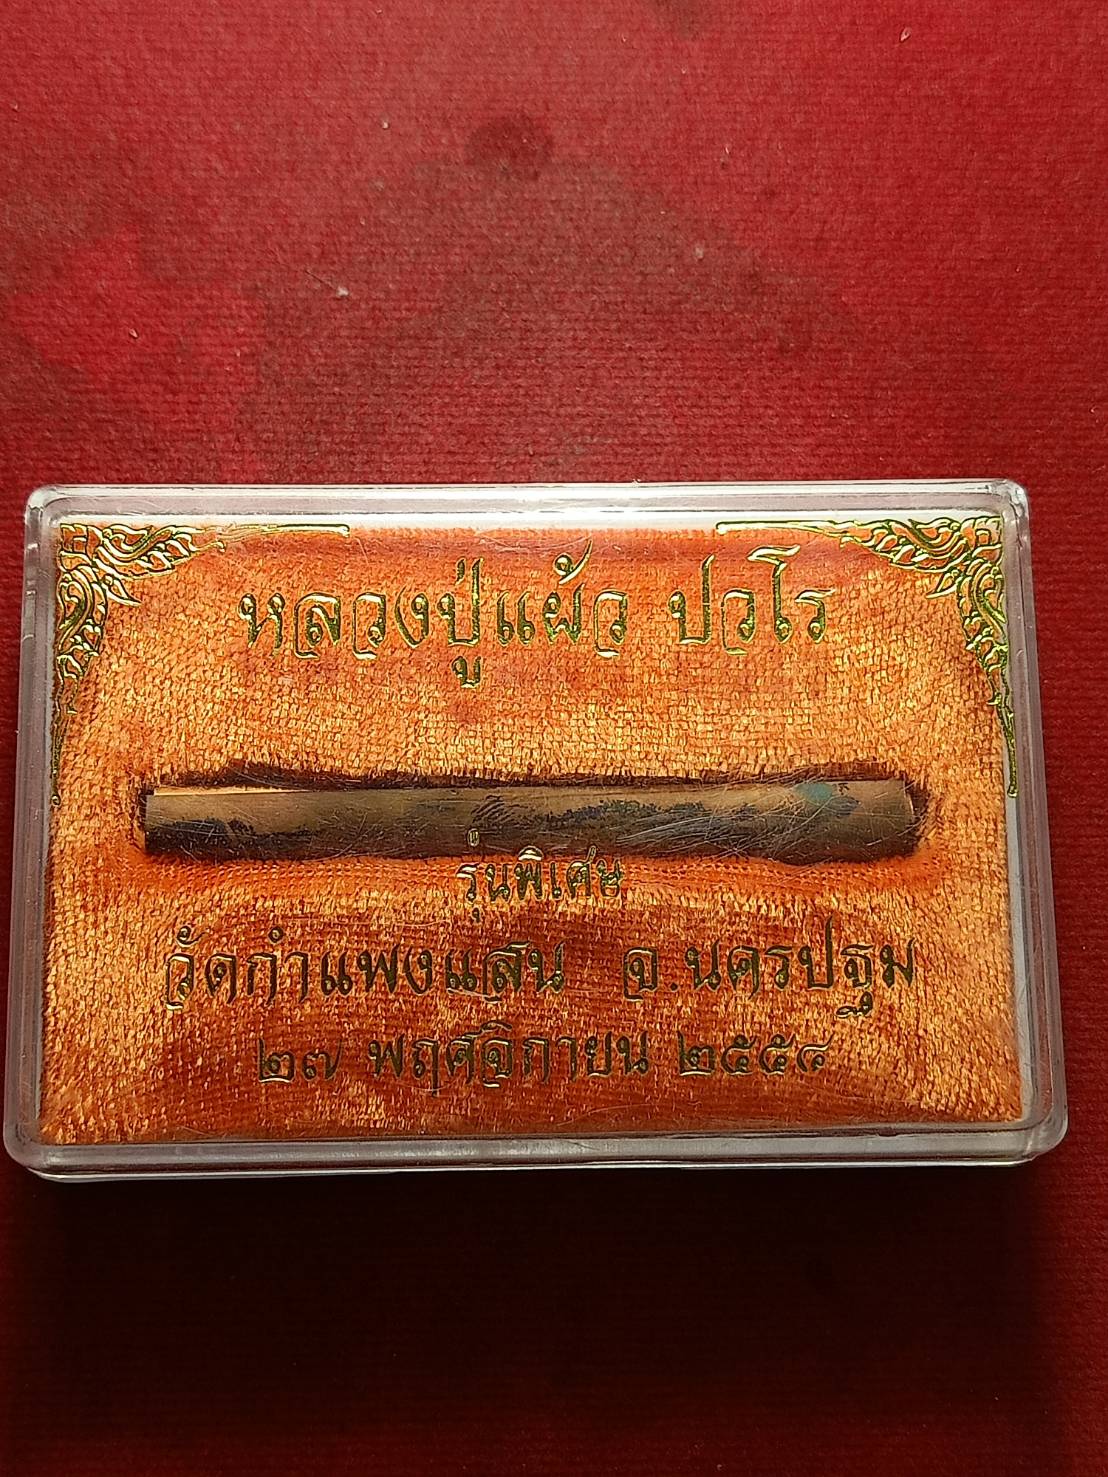 หลวงปู่แผ้ว ปวโร
รุ่นพิเศษ
วัดกำแพงแสน จ.นครปฐม
๒๗ พฤศจิกายน ๒๕๕๔